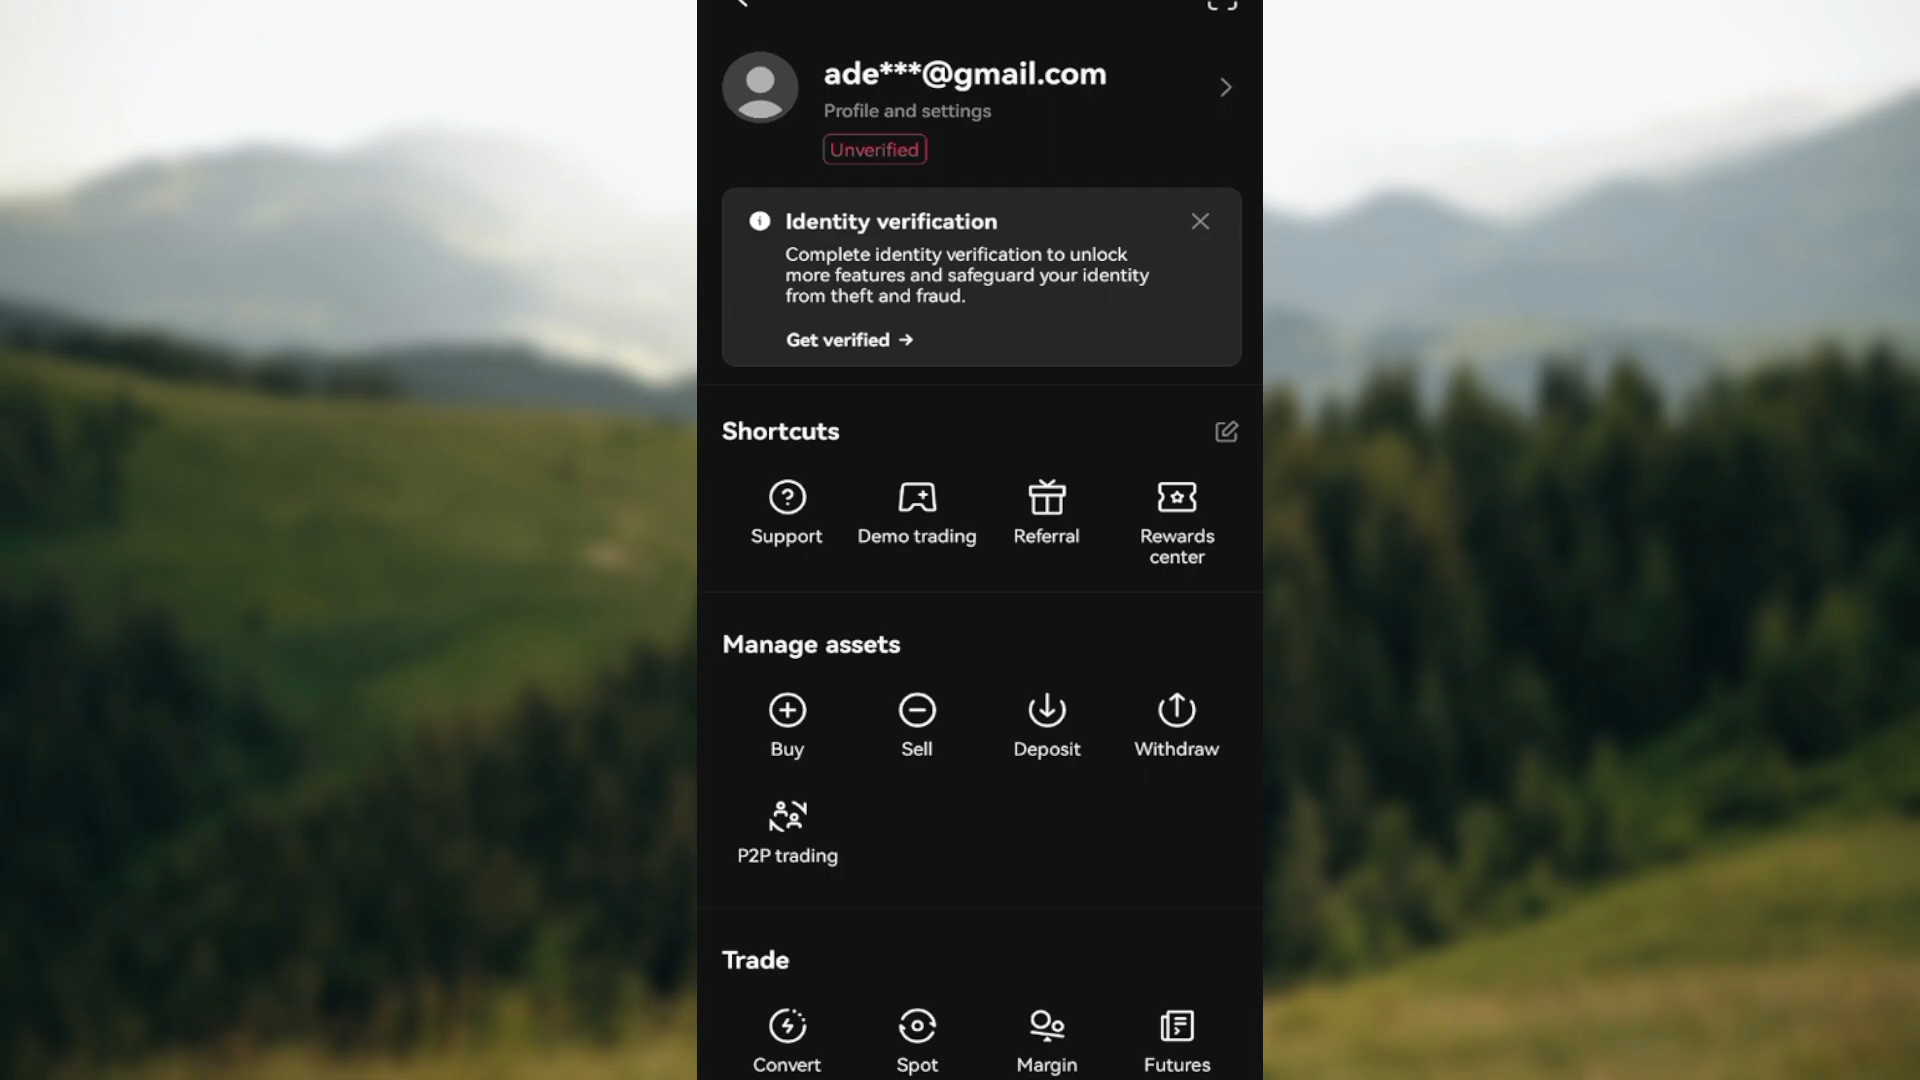 ade***@gmail.com
Profile and settings
Unverified
Identity verification
Complete identity verification to unlock
more features and safeguard your identity
from theft and fraud.
Get verified →
Shortcuts
Support
Demo trading
Referral
Rewards
center
Manage assets
Buy
Sell
Deposit
Withdraw
P2P trading
Trade
Convert
Spot
Margin
Futures